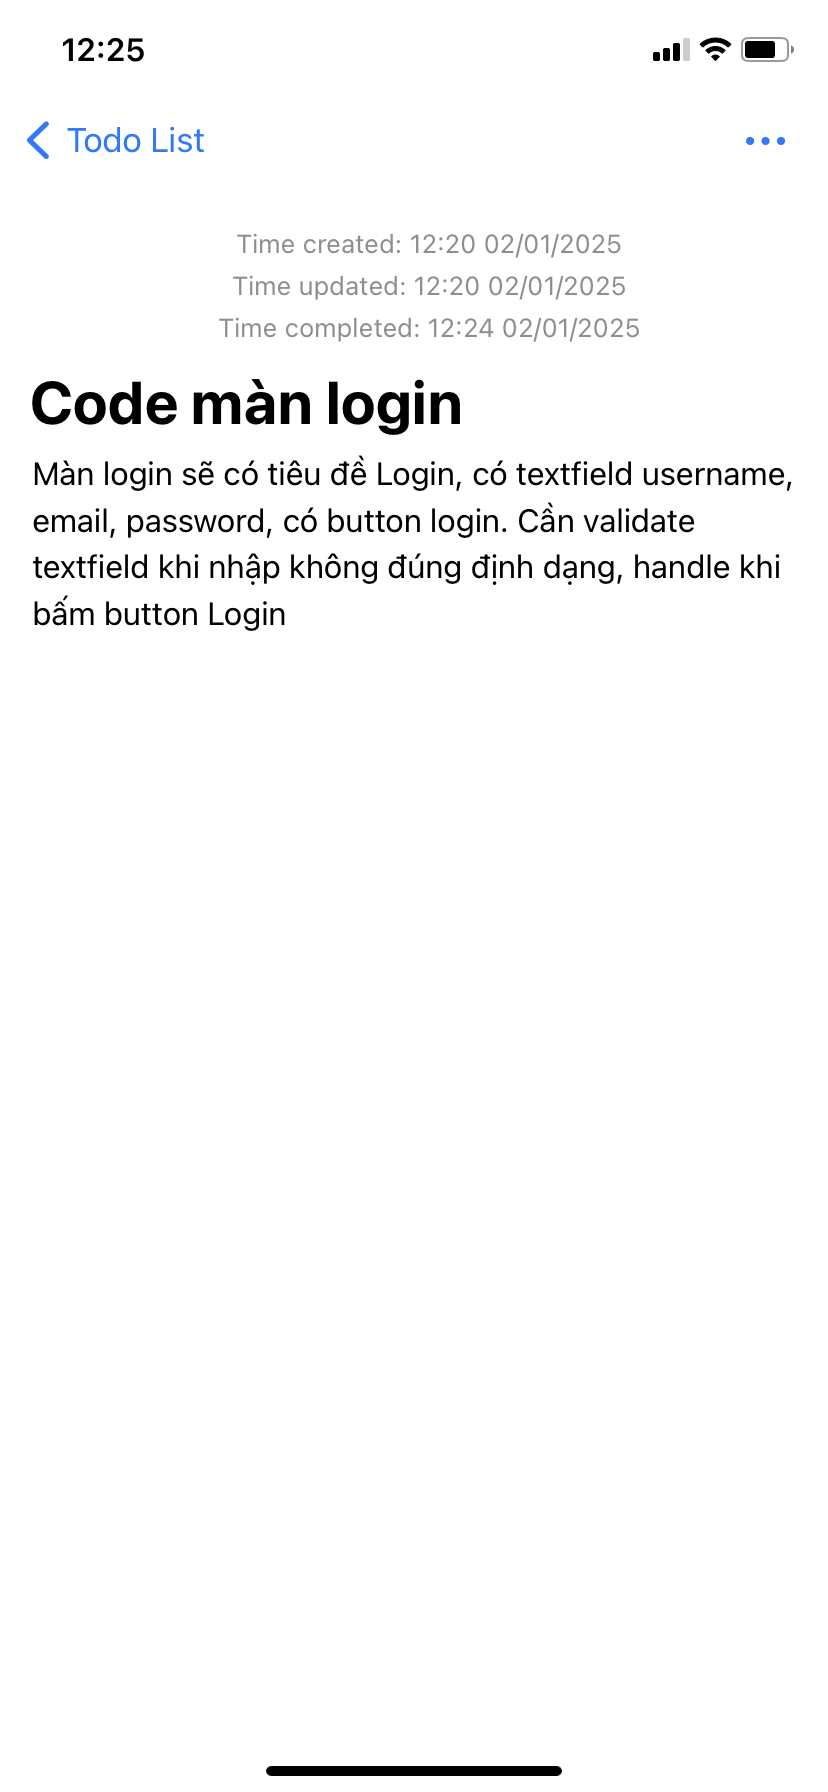 12:25
Todo List
Time created: 12:20 02/01/2025
Time updated: 12:20 02/01/2025
Time completed: 12:24 02/01/2025
Code màn login
Màn login sẽ có tiêu đề Login, có textfield username,
email, password, có button login. Cần validate
textfield khi nhập không đúng định dạng, handle khi
bấm button Login